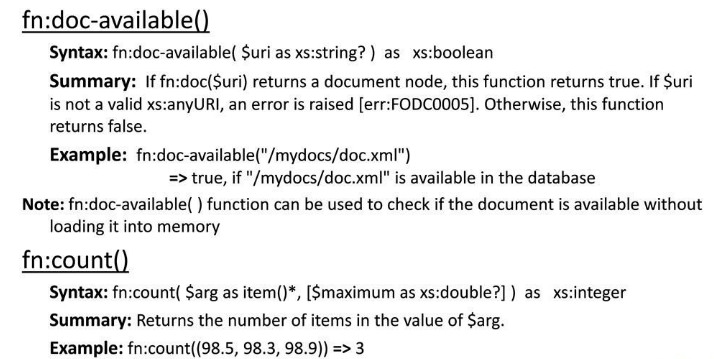 fn:doc-available()
Syntax: fn:doc-available( $uri as xs:string? ) as xs:boolean
Summary: If fn:doc($uri) returns a document node, this function returns true. If $uri
is not a valid xs:anyURI, an error is raised [err:FODC0005]. Otherwise, this function
returns false.
Example: fn:doc-available("/mydocs/doc.xml")
=> true, if "/mydocs/doc.xml" is available in the database
Note: fn:doc-available( ) function can be used to check if the document is available without
loading it into memory
fn:count()
Syntax: fn:count( $arg as item()*, [$maximum as xs:double?] ) as xs:integer
Summary: Returns the number of items in the value of $arg.
Example: fn:count((98.5, 98.3, 98.9)) => 3